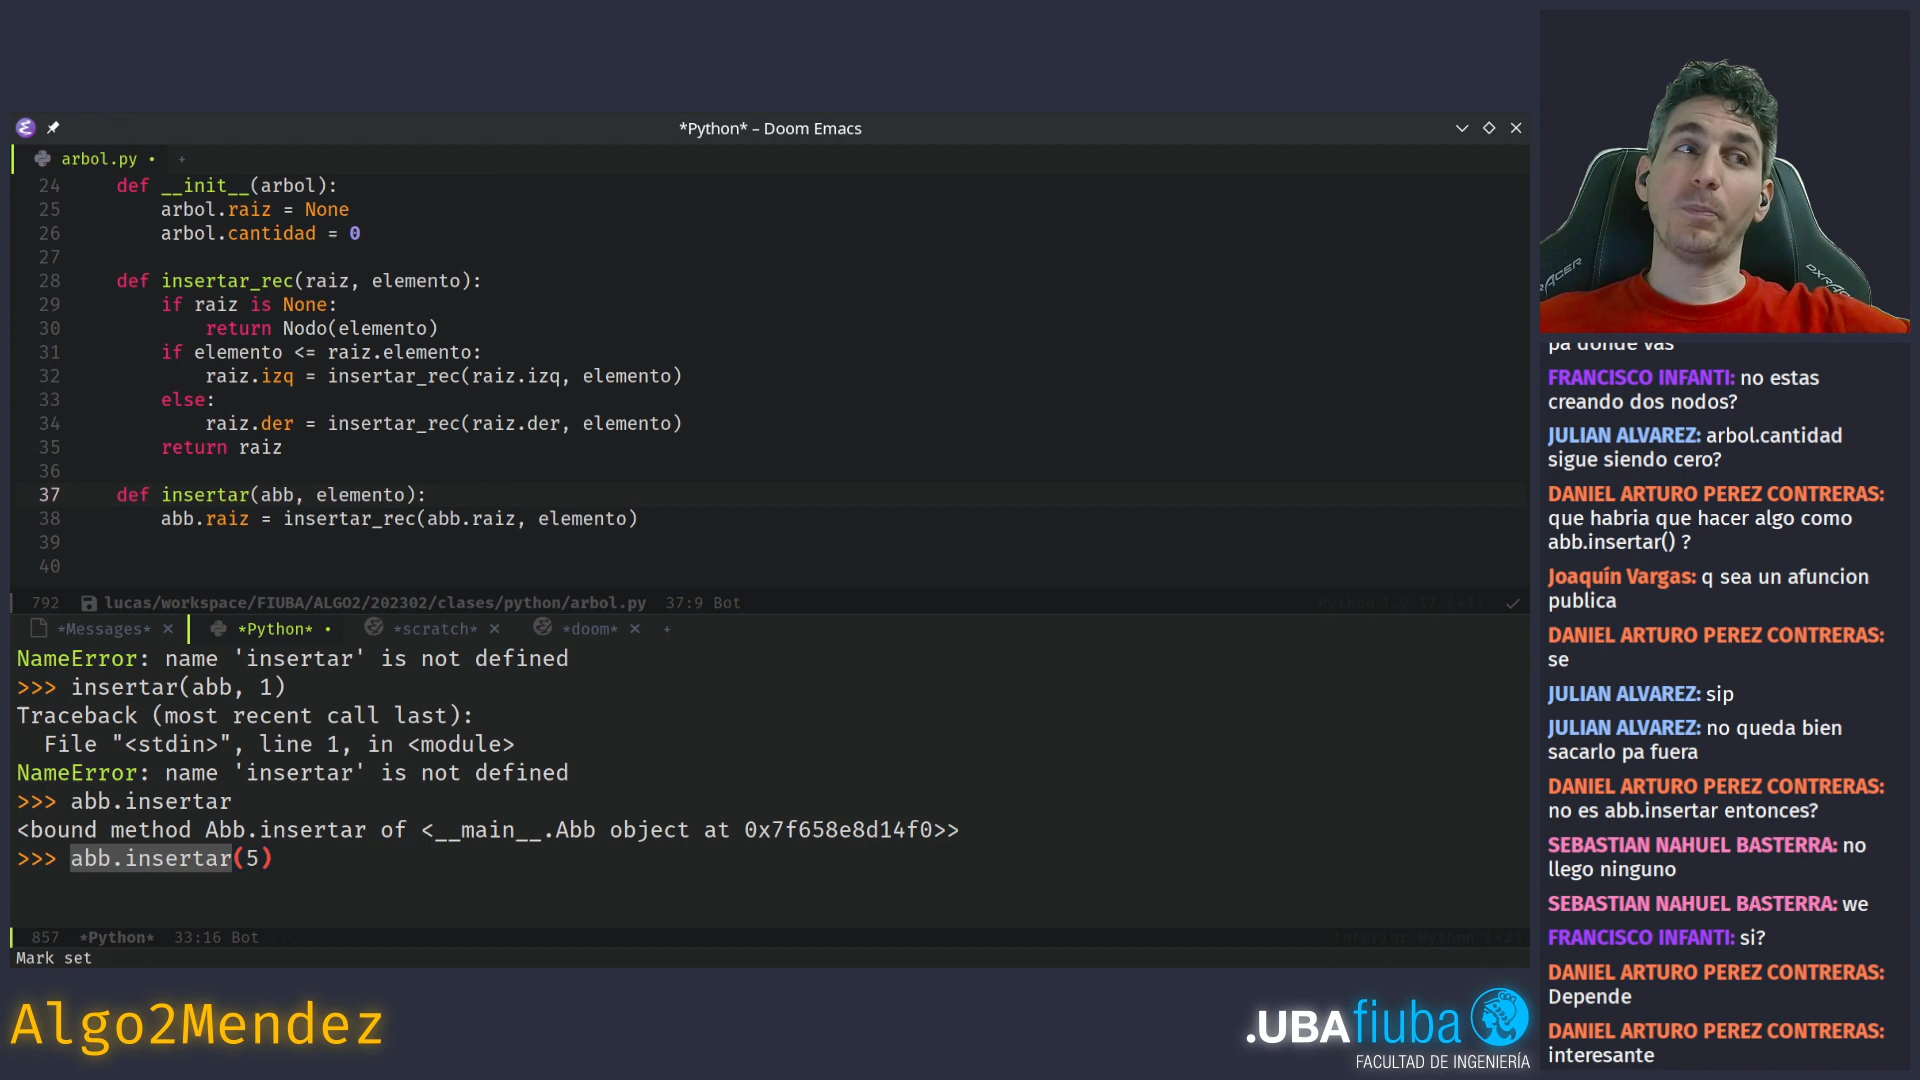 *Python* – Doom Emacs
arbol.py • +
24 def __init__(arbol):
25 arbol.raiz = None
26 arbol.cantidad = 0
27
28 def insertar_rec(raiz, elemento):
29 if raiz is None:
30 return Nodo(elemento)
31 if elemento <= raiz.elemento:
32 raiz.izq = insertar_rec(raiz.izq, elemento)
33 else:
34 raiz.der = insertar_rec(raiz.der, elemento)
35 return raiz
36
37 def insertar(abb, elemento):
38 abb.raiz = insertar_rec(abb.raiz, elemento)
39
40
792 lucas/workspace/FIUBA/ALGO2/202302/clases/python/arbol.py 37:9 Bot
*Messages* × *Python* • *scratch* × *doom* × +
NameError: name 'insertar' is not defined
>>> insertar(abb, 1)
Traceback (most recent call last):
File "<stdin>", line 1, in <module>
NameError: name 'insertar' is not defined
>>> abb.insertar
<bound method Abb.insertar of <__main__.Abb object at 0x7f658e8d14f0>>
>>> abb.insertar(5)
857 *Python* 33:16 Bot
Mark set
Algo2Mendez
.UBAfiuba
FACULTAD DE INGENIERÍA
pa donde vas
FRANCISCO INFANTI: no estas
creando dos nodos?
JULIAN ALVAREZ: arbol.cantidad
sigue siendo cero?
DANIEL ARTURO PEREZ CONTRERAS:
que habria que hacer algo como
abb.insertar() ?
Joaquín Vargas: q sea un afuncion
publica
DANIEL ARTURO PEREZ CONTRERAS:
se
JULIAN ALVAREZ: sip
JULIAN ALVAREZ: no queda bien
sacarlo pa fuera
DANIEL ARTURO PEREZ CONTRERAS:
no es abb.insertar entonces?
SEBASTIAN NAHUEL BASTERRA: no
llego ninguno
SEBASTIAN NAHUEL BASTERRA: we
FRANCISCO INFANTI: si?
DANIEL ARTURO PEREZ CONTRERAS:
Depende
DANIEL ARTURO PEREZ CONTRERAS:
interesante